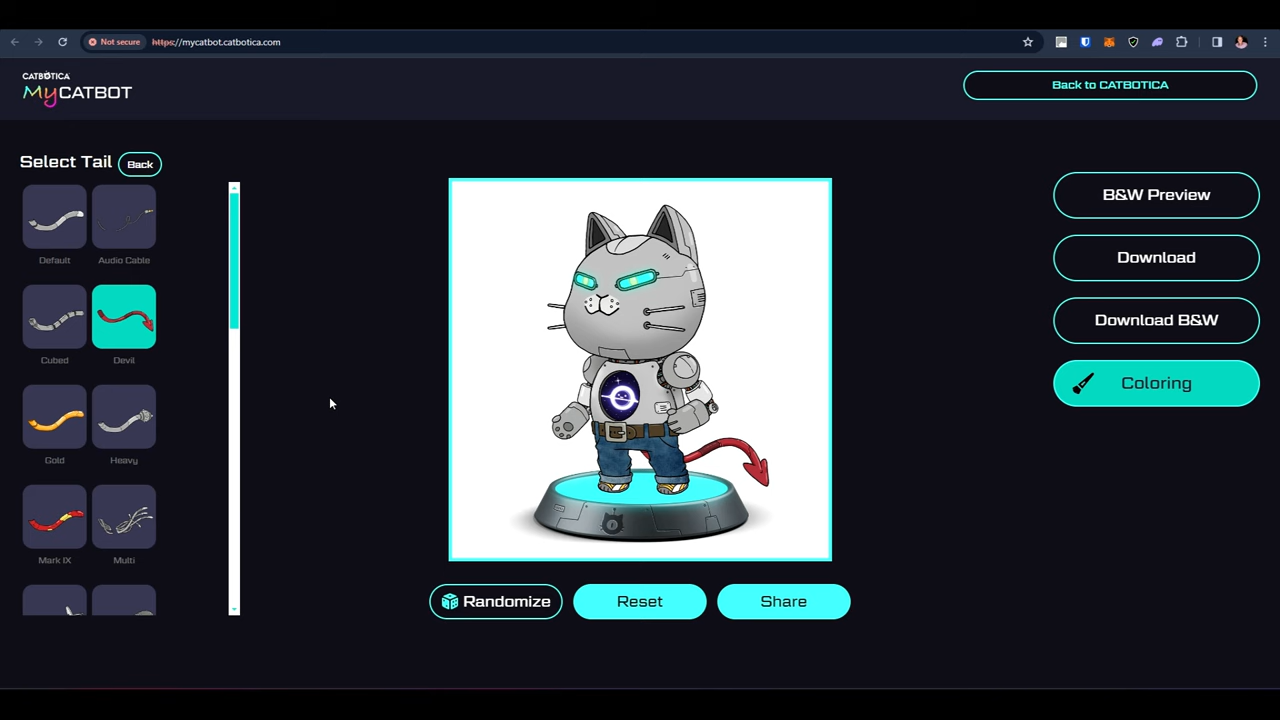 Not secure https://mycatbot.catbotica.com
CATBOTICA
MyCATBOT
Back to CATBOTICA
Select Tail Back
Default Audio Cable
Cubed Devil
Gold Heavy
Mark IX Multi
B&W Preview
Download
Download B&W
Coloring
Randomize Reset Share